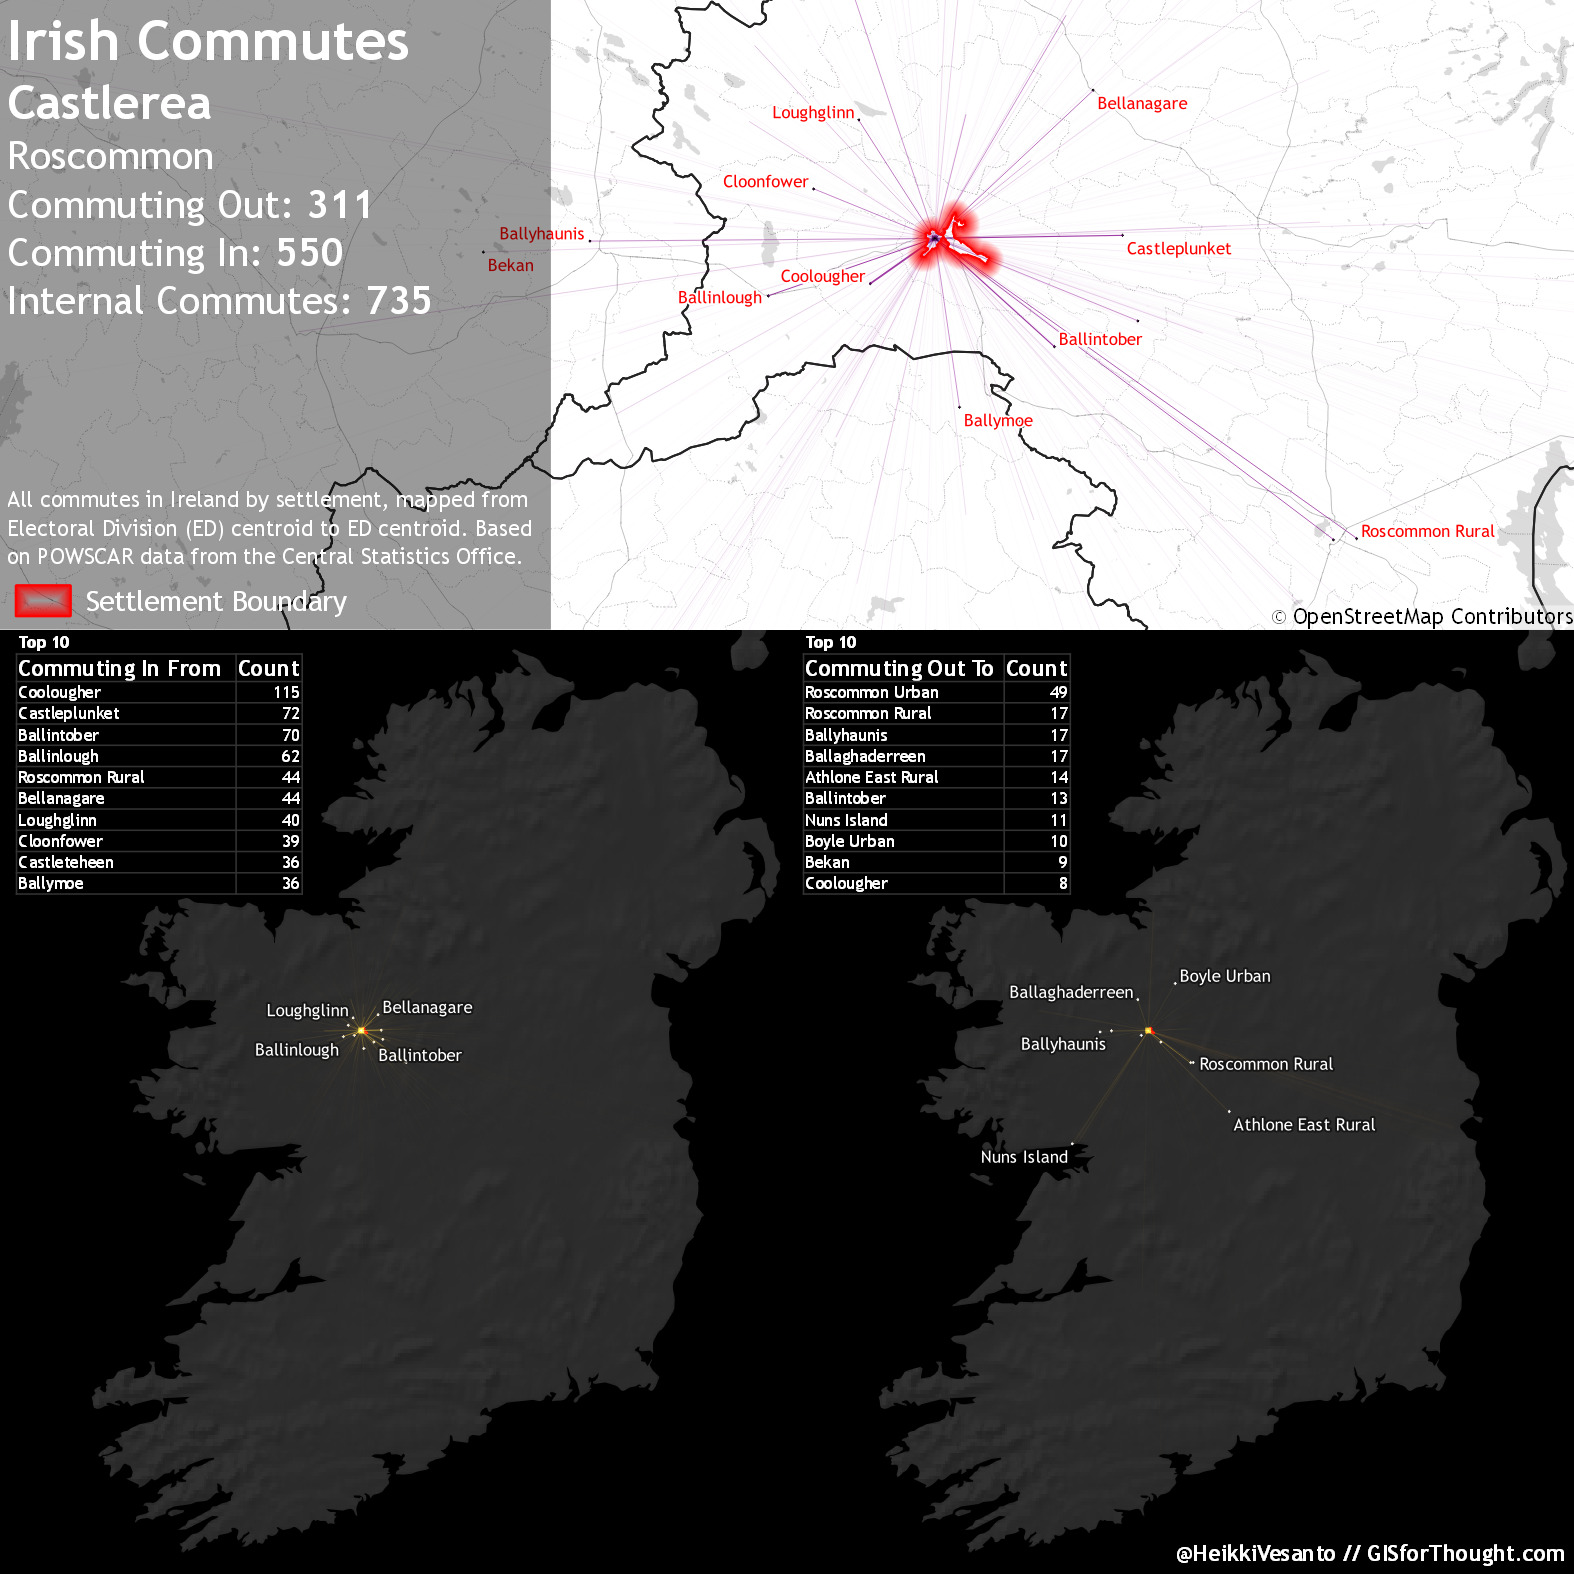 Irish Commutes
Castlerea
Roscommon
Commuting Out: 311
Commuting In: 550
Internal Commutes: 735
All commutes in Ireland by settlement, mapped from
Electoral Division (ED) centroid to ED centroid. Based
on POWSCAR data from the Central Statistics Office.
Settlement Boundary
Loughglinn
Bellanagare
Cloonfower
Ballyhaunis
Bekan
Castleplunket
Coolougher
Ballinlough
Ballintober
Ballymoe
Roscommon Rural
© OpenStreetMap Contributors
Top 10
Commuting In From Count
Coolougher 115
Castleplunket 72
Ballintober 70
Ballinlough 62
Roscommon Rural 44
Bellanagare 44
Loughglinn 40
Cloonfower 39
Castleteheen 36
Ballymoe 36
Loughglinn
Bellanagare
Ballinlough
Ballintober
Top 10
Commuting Out To Count
Roscommon Urban 49
Roscommon Rural 17
Ballyhaunis 17
Ballaghaderreen 17
Athlone East Rural 14
Ballintober 13
Nuns Island 11
Boyle Urban 10
Bekan 9
Coolougher 8
Boyle Urban
Ballaghaderreen
Ballyhaunis
Roscommon Rural
Athlone East Rural
Nuns Island
@HeikkiVesanto // GISforThought.com